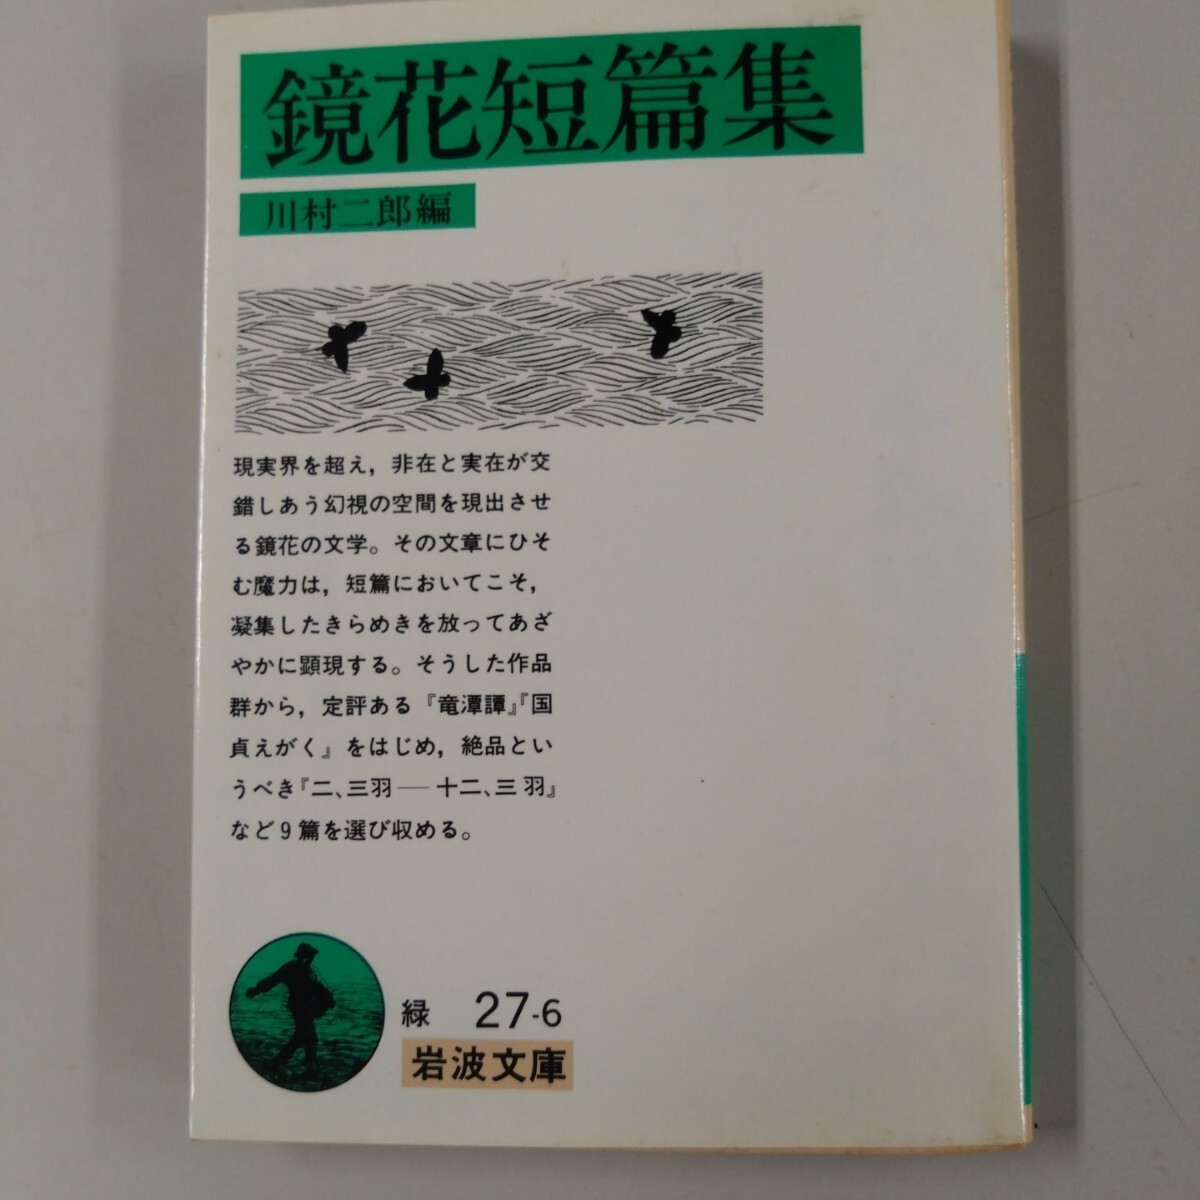 鏡花短篇集
川村二郎編
現実界を超え，非在と実在が交
錯しあう幻視の空間を現出させ
る鏡花の文学。その文章にひそ
む魔力は，短篇においてこそ，
凝集したきらめきを放ってあざ
やかに顕現する。そうした作品
群から，定評ある『竜潭譚』『国
貞えがく』をはじめ，絶品とい
うべき『二、三羽――十二、三羽』
など9篇を選び収める。
緑 27-6
岩波文庫